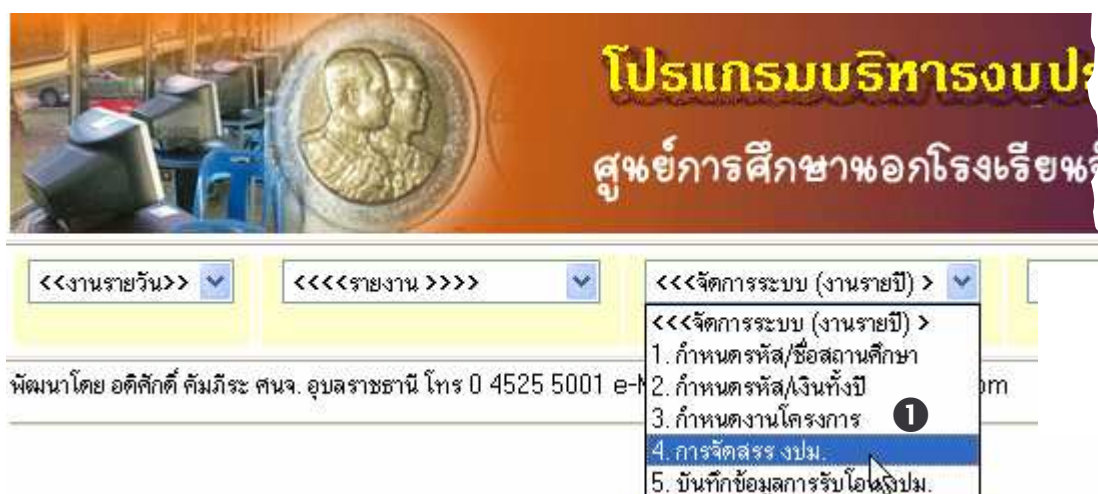 โปรแกรมบริหารงบประ
ศูนย์การศึกษานอกโรงเรียนจั
<<งานรายวัน>>
<<<<รายงาน >>>>
<<<จัดการระบบ (งานรายปี) >
<<<จัดการระบบ (งานรายปี) >
1. กำหนดรหัส/ชื่อสถานศึกษา
พัฒนาโดย อดิศักดิ์ คัมภีระ ศนจ. อุบลราชธานี โทร 0 4525 5001 e-M
2. กำหนดรหัส/เงินทั้งปี
om
3. กำหนดงานโครงการ
1
4. การจัดสรร งปม.
5. บันทึกข้อมูลการรับโอนงปม.